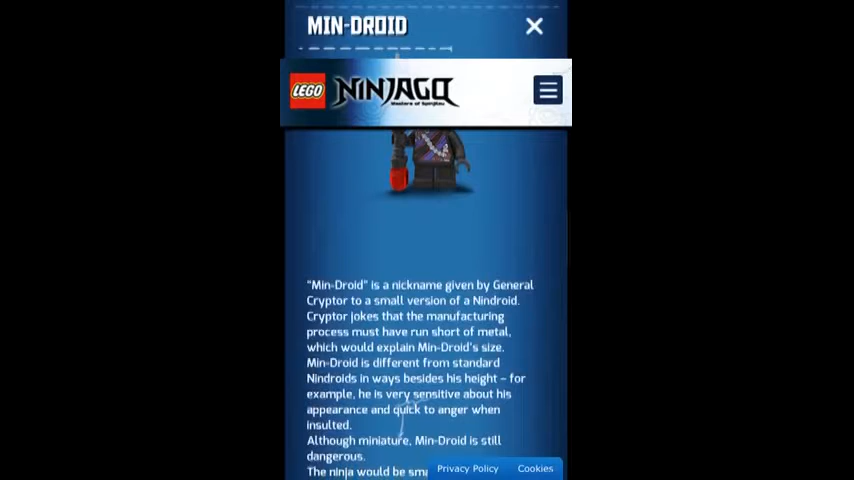 MIN-DROID
LEGO NINJAGO
Masters of Spinjitzu
"Min-Droid" is a nickname given by General
Cryptor to a small version of a Nindroid.
Cryptor jokes that the manufacturing
process must have run short of metal,
which would explain Min-Droid's size.
Min-Droid is different from standard
Nindroids in ways besides his height – for
example, he is very sensitive about his
appearance and quick to anger when
insulted.
Although miniature, Min-Droid is still
dangerous.
The ninja would be
Privacy Policy Cookies